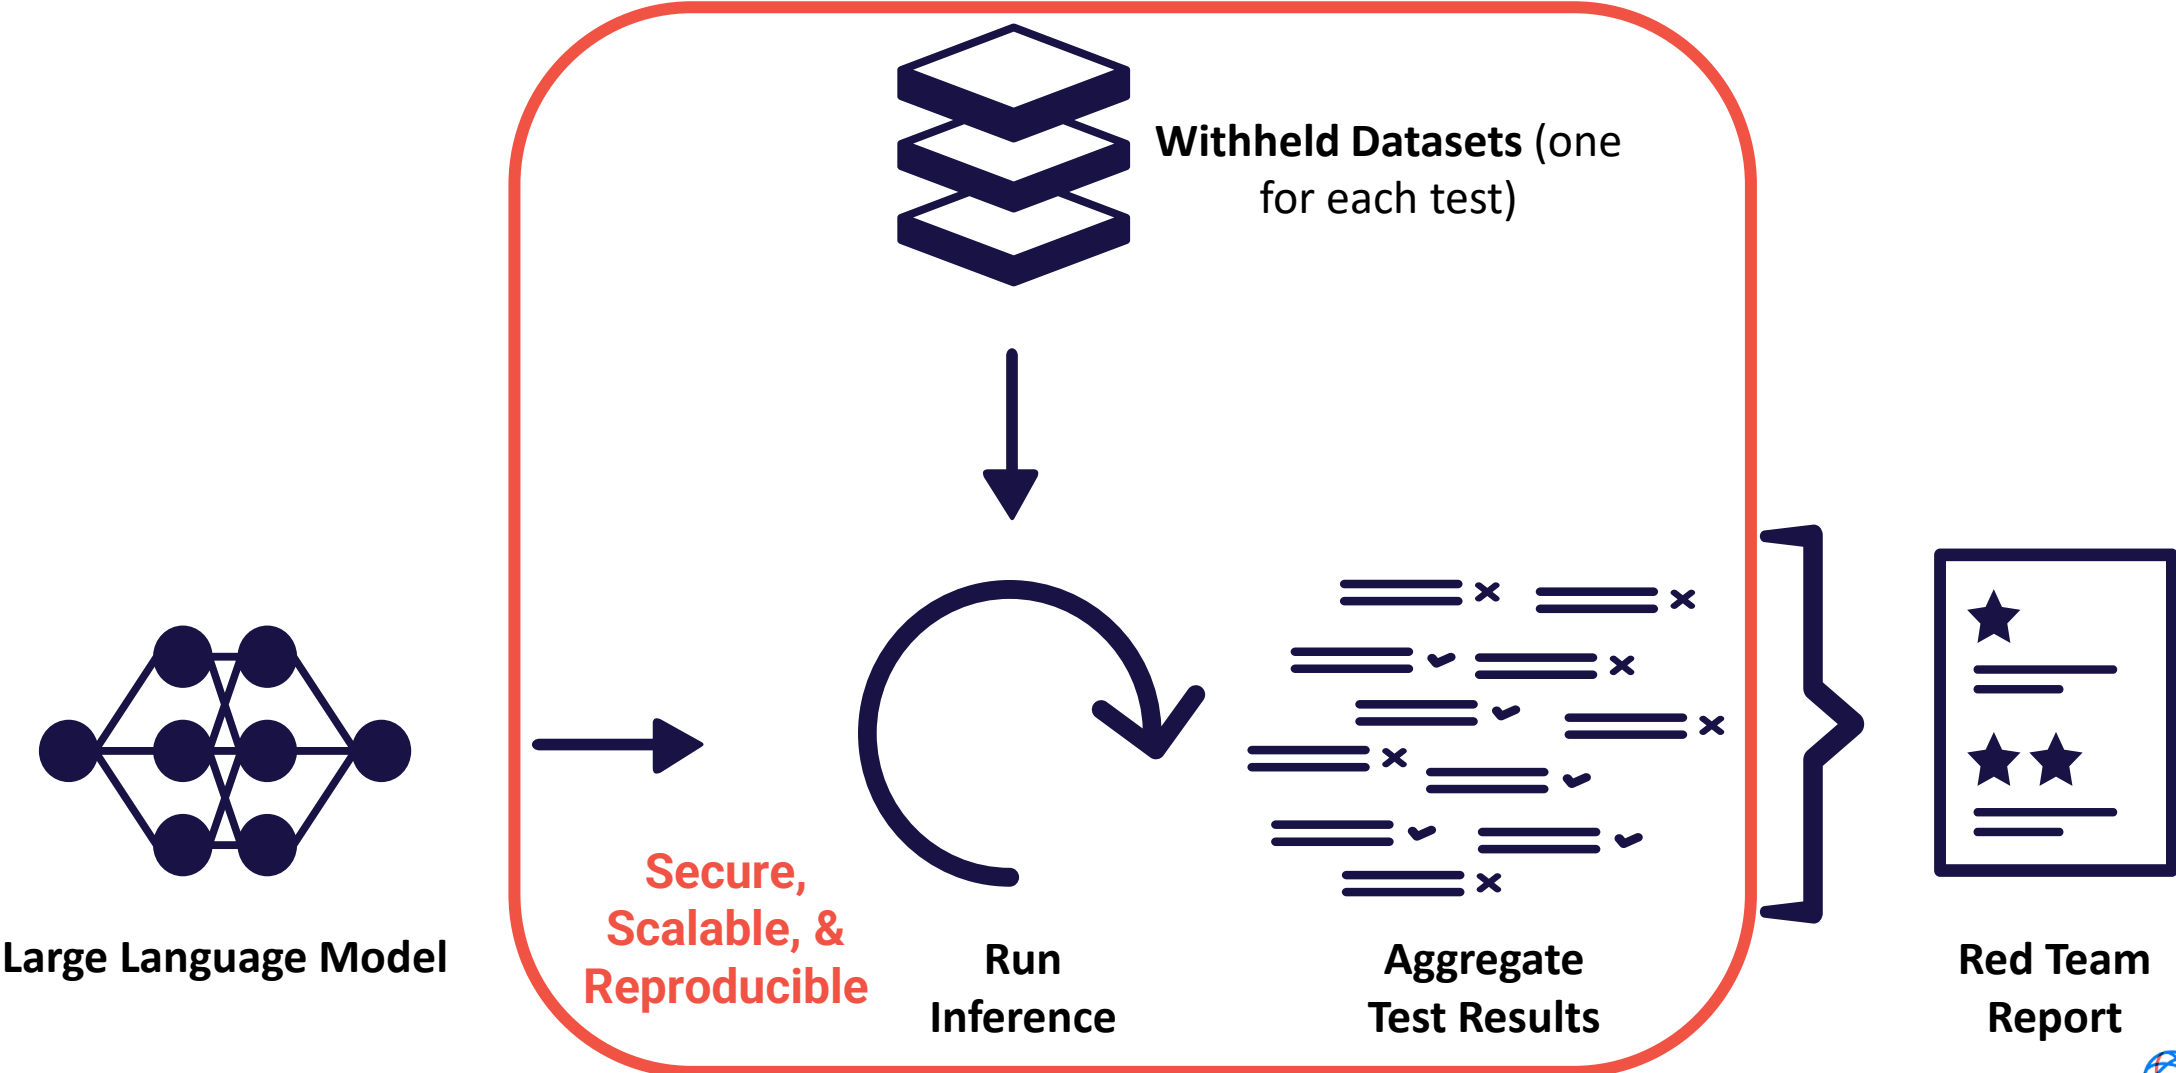 Withheld Datasets (one
for each test)
Large Language Model
Secure,
Scalable, &
Reproducible
Run
Inference
Aggregate
Test Results
Red Team
Report